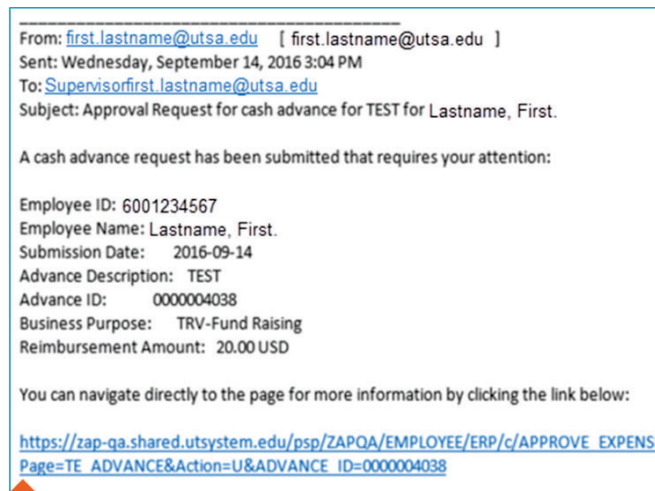 From: first.lastname@utsa.edu [ first.lastname@utsa.edu ]
Sent: Wednesday, September 14, 2016 3:04 PM
To: Supervisorfirst.lastname@utsa.edu
Subject: Approval Request for cash advance for TEST for Lastname, First.
A cash advance request has been submitted that requires your attention:
Employee ID: 6001234567
Employee Name: Lastname, First.
Submission Date: 2016-09-14
Advance Description: TEST
Advance ID: 0000004038
Business Purpose: TRV-Fund Raising
Reimbursement Amount: 20.00 USD
You can navigate directly to the page for more information by clicking the link below:
https://zap-qa.shared.utsystem.edu/psp/ZAPQA/EMPLOYEE/ERP/c/APPROVE_EXPENS
Page=TE_ADVANCE&Action=U&ADVANCE_ID=0000004038